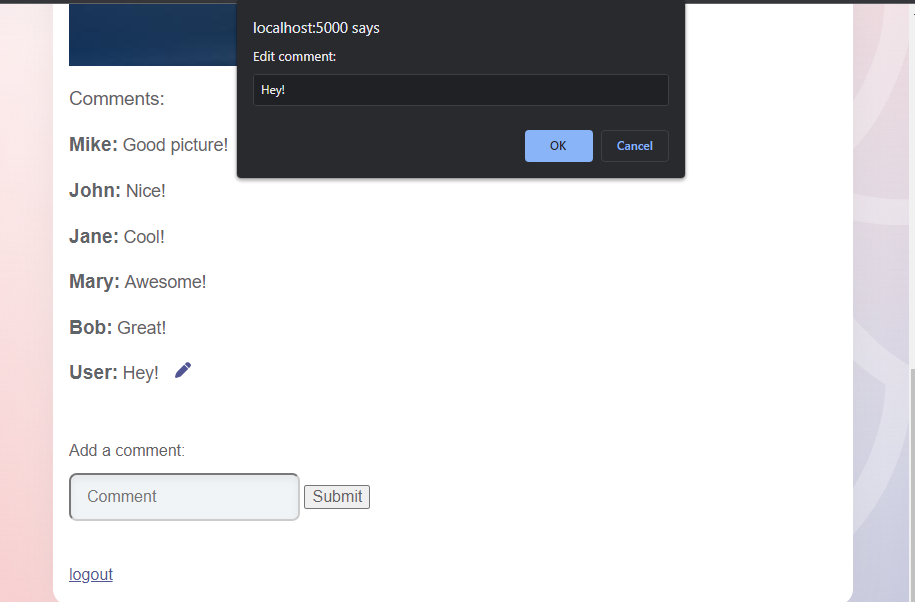 localhost:5000 says
Edit comment:
Hey!
OK Cancel
Comments:
Mike: Good picture!
John: Nice!
Jane: Cool!
Mary: Awesome!
Bob: Great!
User: Hey!
Add a comment:
Comment Submit
logout